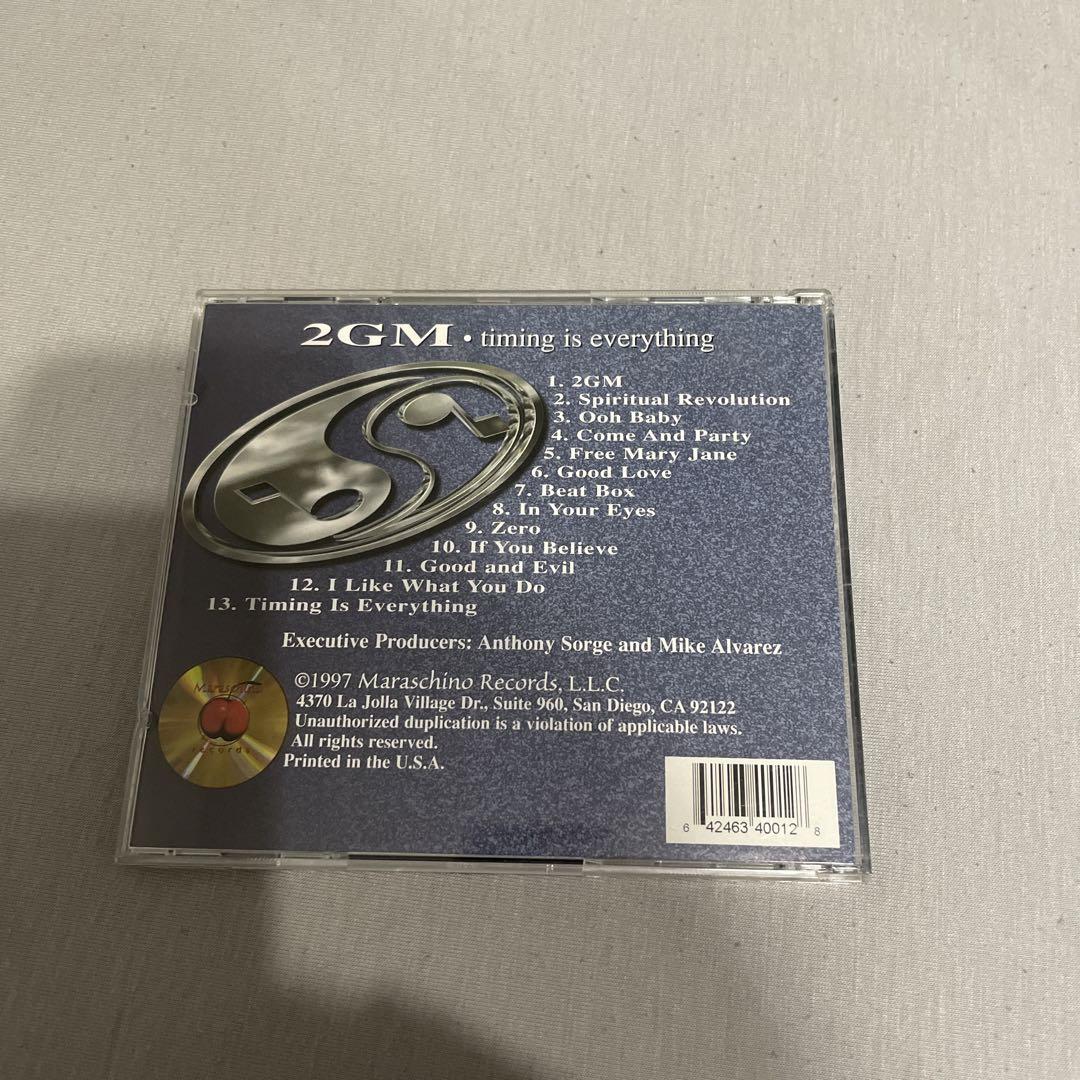 2GM • timing is everything
1. 2GM
2. Spiritual Revolution
3. Ooh Baby
4. Come And Party
5. Free Mary Jane
6. Good Love
7. Beat Box
8. In Your Eyes
9. Zero
10. If You Believe
11. Good and Evil
12. I Like What You Do
13. Timing Is Everything
Executive Producers: Anthony Sorge and Mike Alvarez
Maraschino
records
©1997 Maraschino Records, L.L.C.
4370 La Jolla Village Dr., Suite 960, San Diego, CA 92122
Unauthorized duplication is a violation of applicable laws.
All rights reserved.
Printed in the U.S.A.
6 42463 40012 8